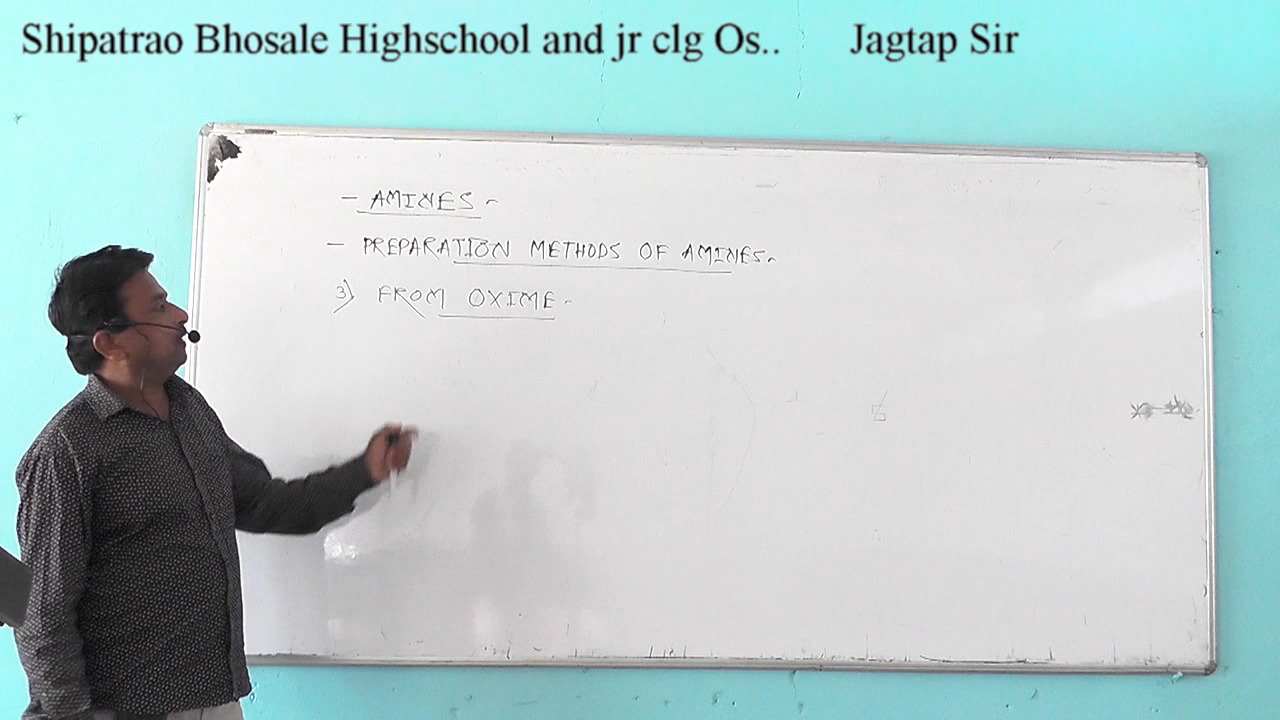 Shipatrao Bhosale Highschool and jr clg Os.. Jagtap Sir
- AMINES -
- PREPARATION METHODS OF AMINES.
3) FROM OXIME -